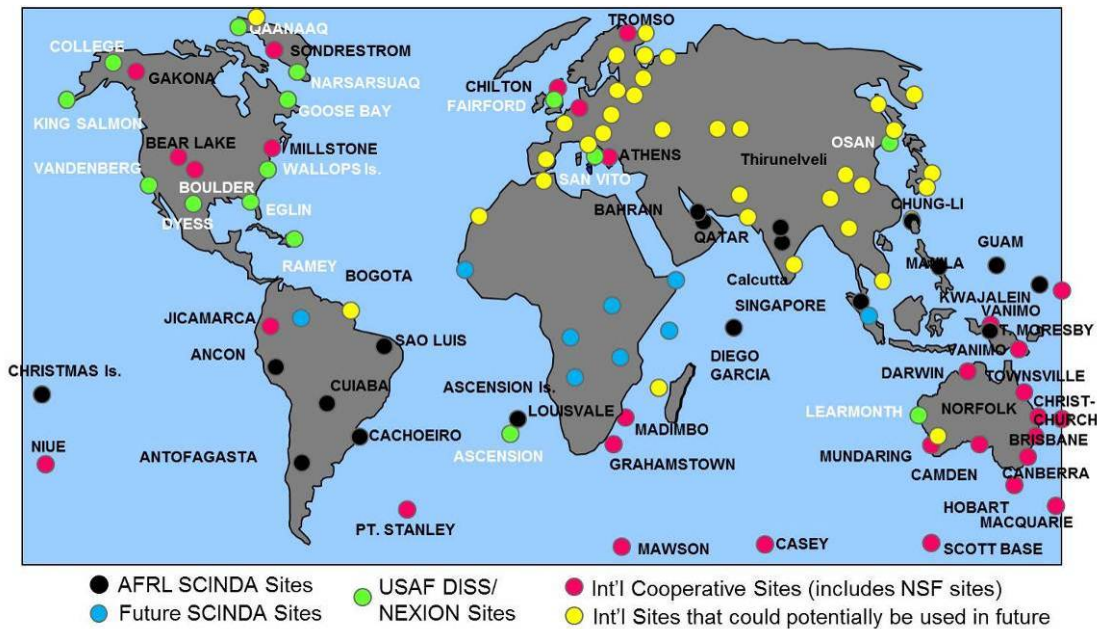 TROMSO
QAANAAQ
COLLEGE
SONDRESTROM
GAKONA
NARSARSUAQ
CHILTON
FAIRFORD
GOOSE BAY
KING SALMON
BEAR LAKE
MILLSTONE
OSAN
ATHENS
Thirunelveli
VANDENBERG
WALLOPS Is.
BOULDER
SAN VITO
EGLIN
DYESS
BAHRAIN
CHUNG-LI
QATAR
GUAM
RAMEY
BOGOTA
MANILA
Calcutta
SINGAPORE
KWAJALEIN
VANIMO
JICAMARCA
T. MORESBY
SAO LUIS
VANIMO
ANCON
DIEGO
GARCIA
CHRISTMAS Is.
DARWIN
TOWNSVILLE
CUIABA
ASCENSION Is.
LOUISVALE
LEARMONTH
NORFOLK
CHRIST-
CHURCH
MADIMBO
CACHOEIRO
BRISBANE
NIUE
ANTOFAGASTA
ASCENSION
GRAHAMSTOWN
MUNDARING
CAMDEN
CANBERRA
HOBART
MACQUARIE
PT. STANLEY
MAWSON
CASEY
SCOTT BASE
AFRL SCINDA Sites
Future SCINDA Sites
USAF DISS/
NEXION Sites
Int'l Cooperative Sites (includes NSF sites)
Int'l Sites that could potentially be used in future